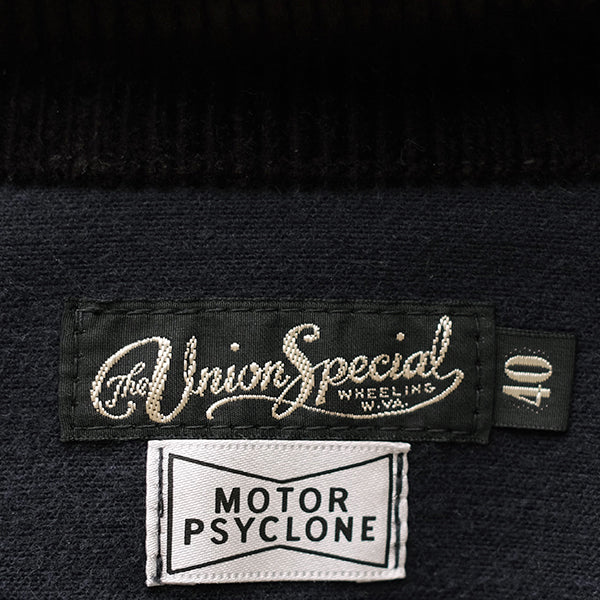 The Union Special
WHEELING
W.VA.
40
MOTOR
PSYCLONE